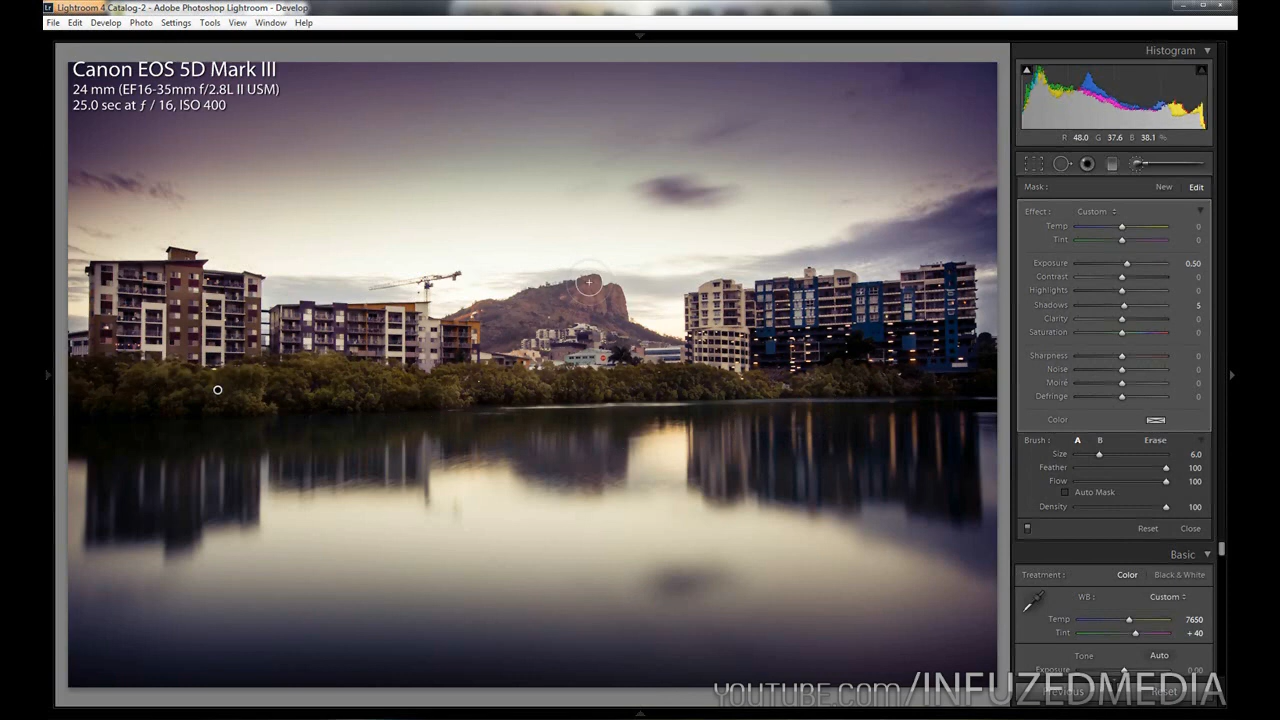 Lightroom 4 Catalog-2 - Adobe Photoshop Lightroom - Develop
File Edit Develop Photo Settings Tools View Window Help
Canon EOS 5D Mark III
24 mm (EF16-35mm f/2.8L II USM)
25.0 sec at ƒ / 16, ISO 400
Histogram
R 48.0 G 37.6 B 38.1 %
Mask : New Edit
Effect : Custom
Temp 0
Tint 0
Exposure 0.50
Contrast 0
Highlights 0
Shadows 5
Clarity 0
Saturation 0
Sharpness 0
Noise 0
Moiré 0
Defringe 0
Color
Brush : A B Erase
Size 6.0
Feather 100
Flow 100
Auto Mask
Density 100
Reset Close
Basic
Treatment : Color Black & White
WB : Custom
Temp 7650
Tint + 40
Tone Auto
Exposure 0.00
Previous Reset
YOUTUBE.COM/INFUZEDMEDIA